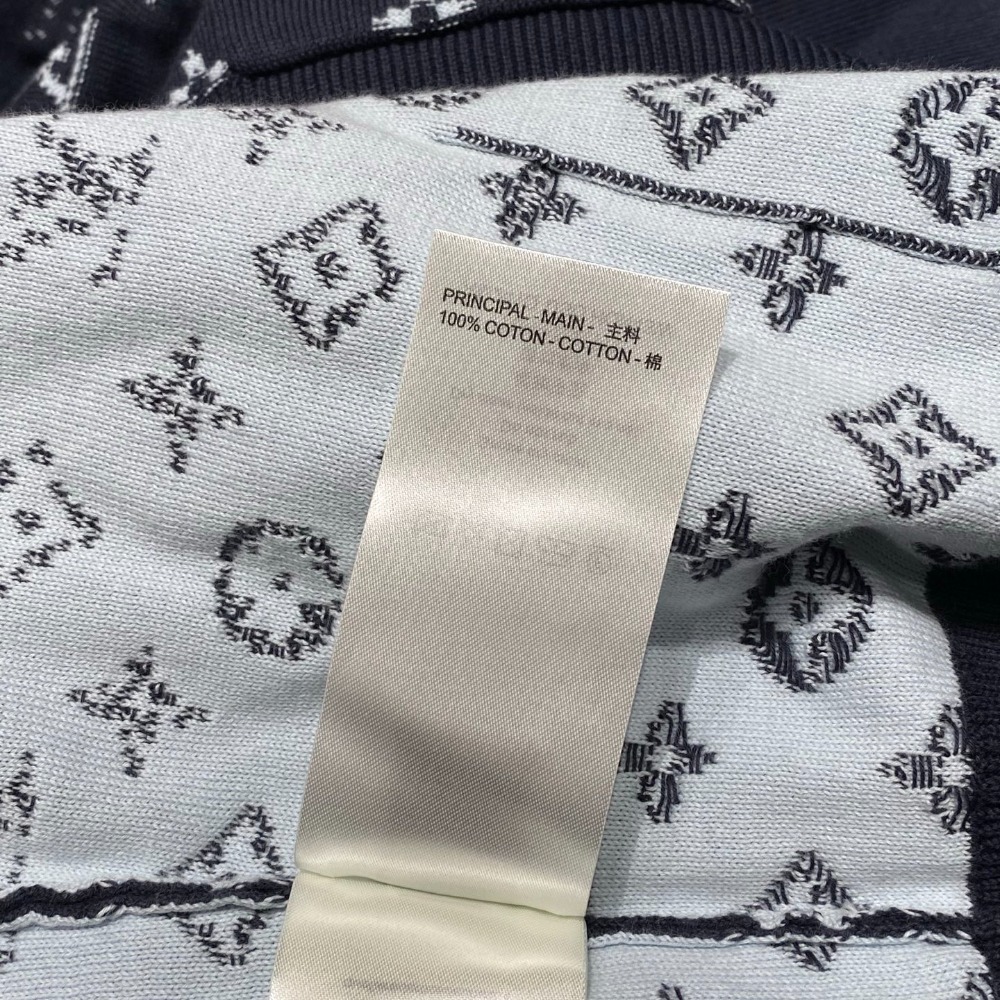 PRINCIPAL - MAIN - 主料
100% COTON - COTTON - 棉